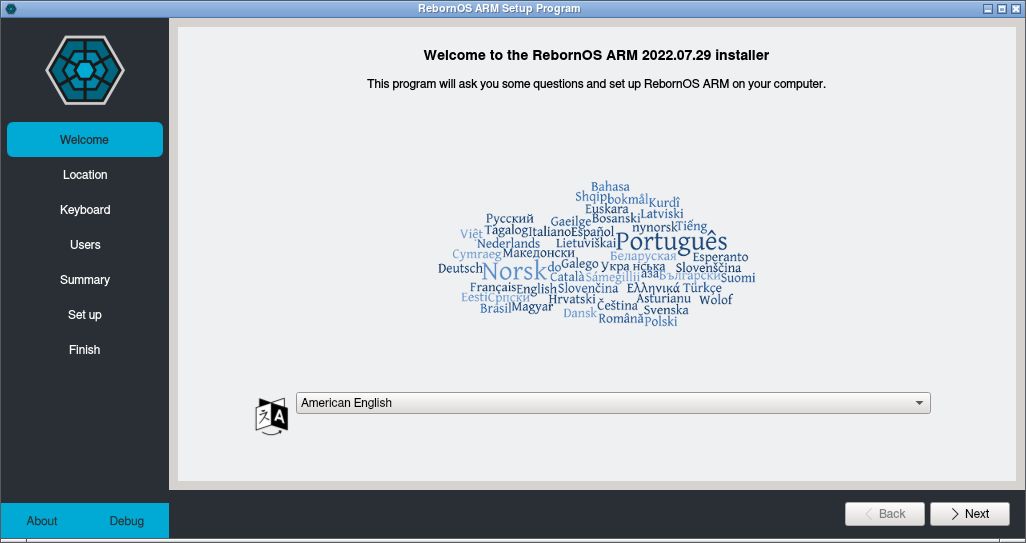 RebornOS ARM Setup Program
Welcome
Location
Keyboard
Users
Summary
Set up
Finish
About
Debug
Welcome to the RebornOS ARM 2022.07.29 installer
This program will ask you some questions and set up RebornOS ARM on your computer.
Bahasa
Shqip bokmål Kurdî
Euskara Latviski
Русский Gaeilge Bosanski
Việt Tagalog Italiano Español nynorsk Tiếng
Nederlands Lietuviškai Português
Cymraeg Македонски Беларуская Esperanto
Deutsch Norsk do Galego Укра нська Slovenščina
Català Sámegillii Български Suomi
Français English Slovenčina Ελληνικά Türkçe
Eesti Српски Hrvatski Asturianu Wolof
Brasil Magyar Čeština Svenska
Dansk Română Polski
American English
Back
Next